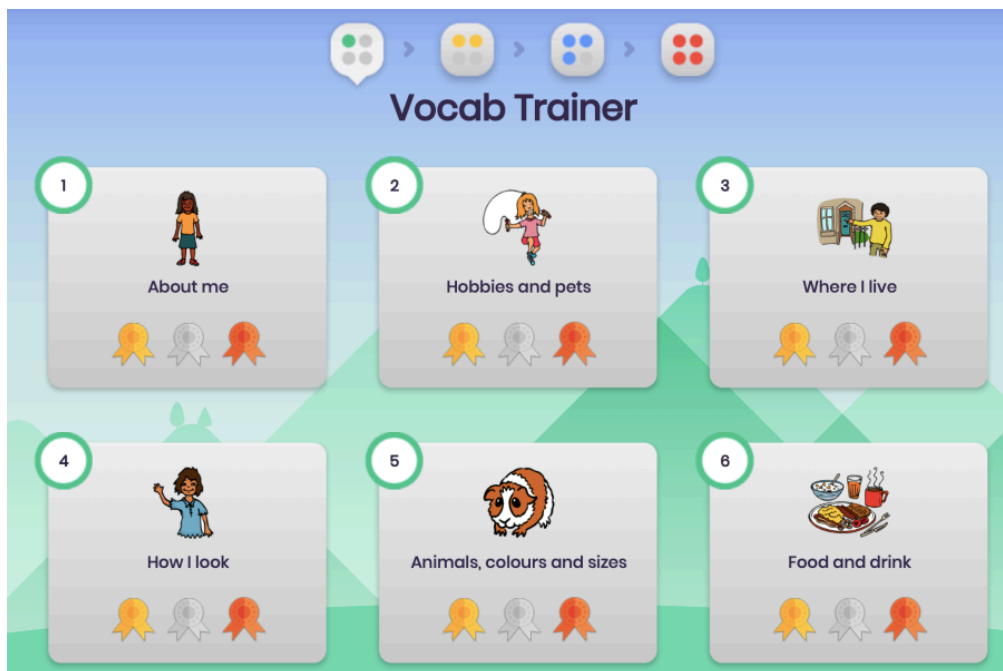 Vocab Trainer
1
About me
2
Hobbies and pets
3
Where I live
4
How I look
5
Animals, colours and sizes
6
Food and drink